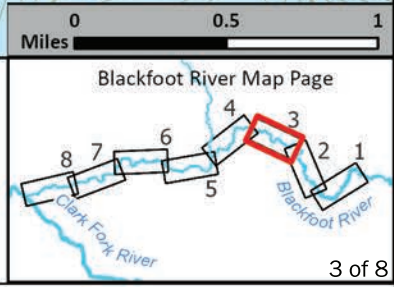 0 0.5 1
Miles
Blackfoot River Map Page
4 3
8 7 6 2 1
5
Blackfoot River
Clark Fork River
3 of 8